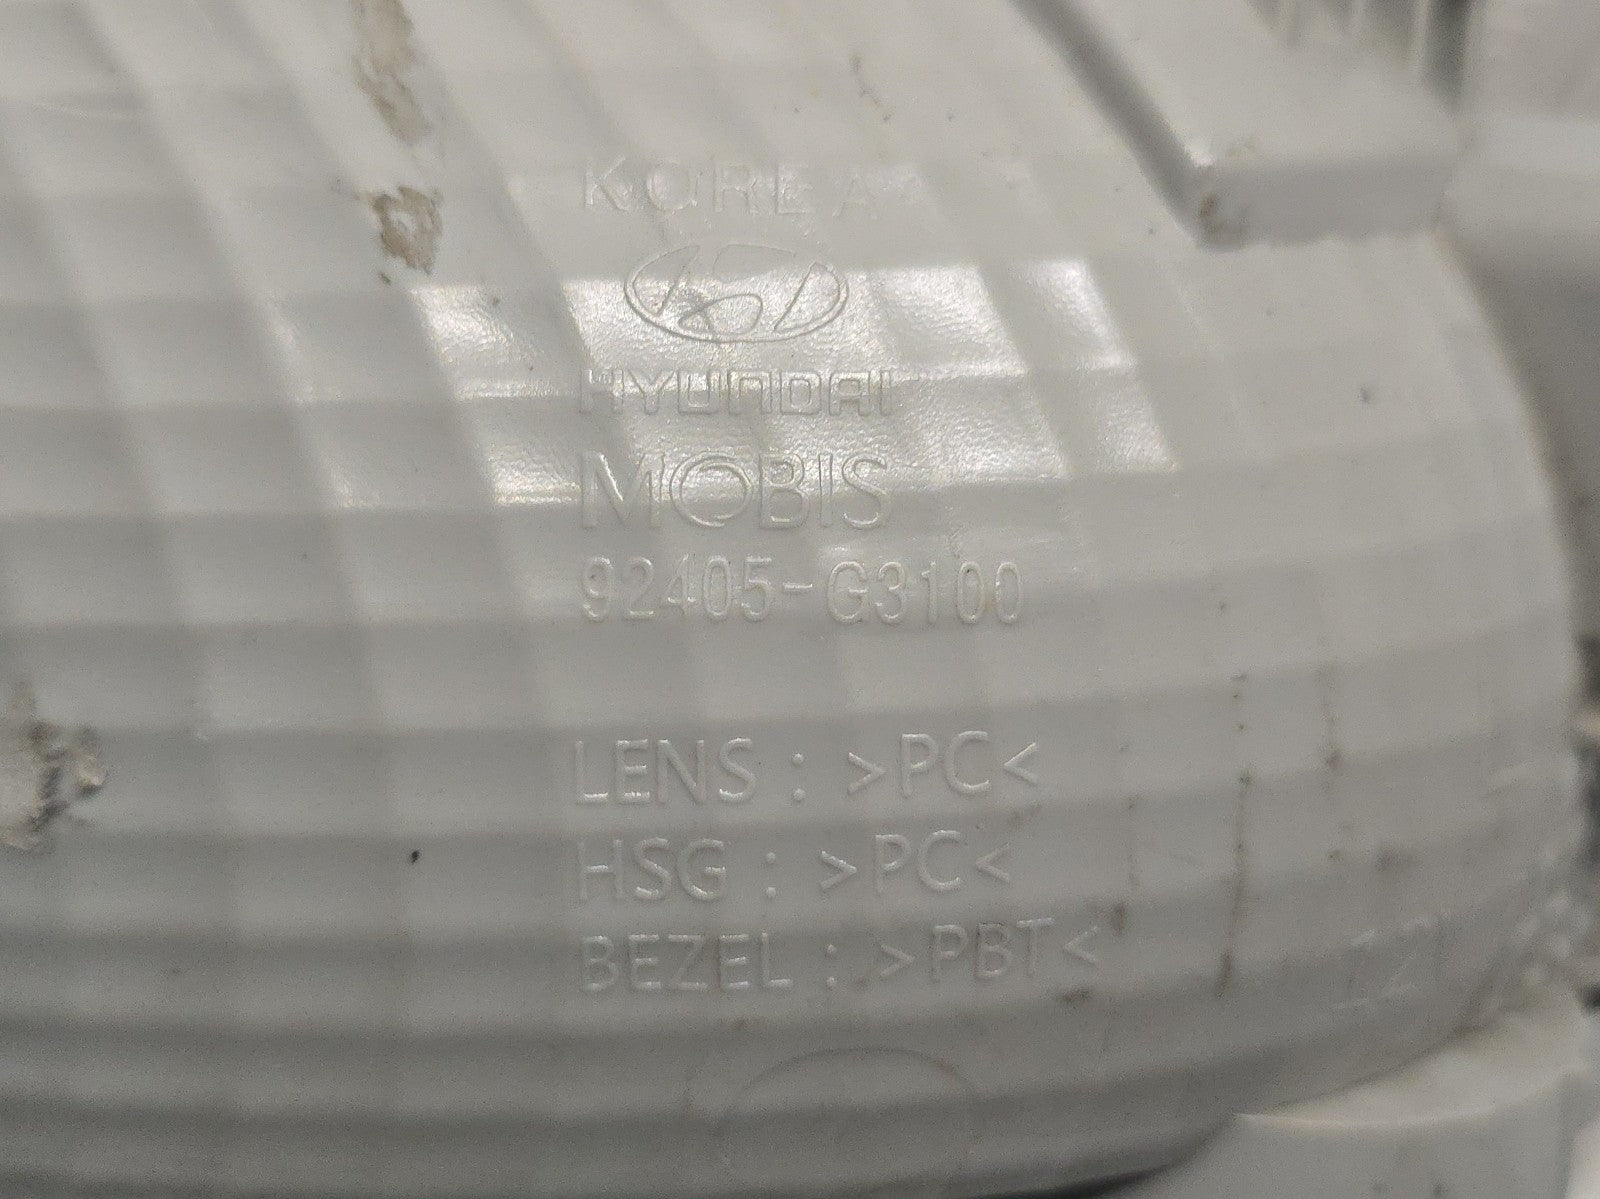 KOREA
HYUNDAI
MOBIS
92405-G3100
LENS : >PC<
HSG : >PC<
BEZEL : >PBT<